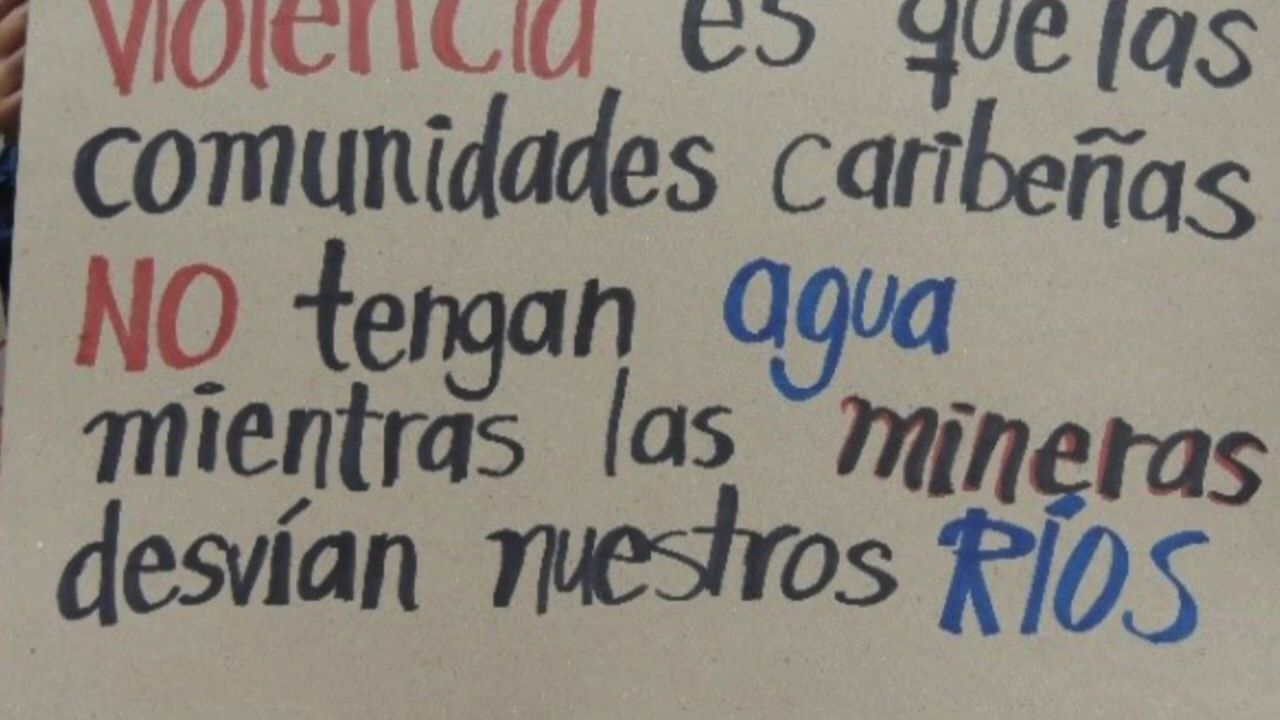 Violencia es que las
comunidades caribeñas
NO tengan agua
mientras las mineras
desvían nuestros RÍOS